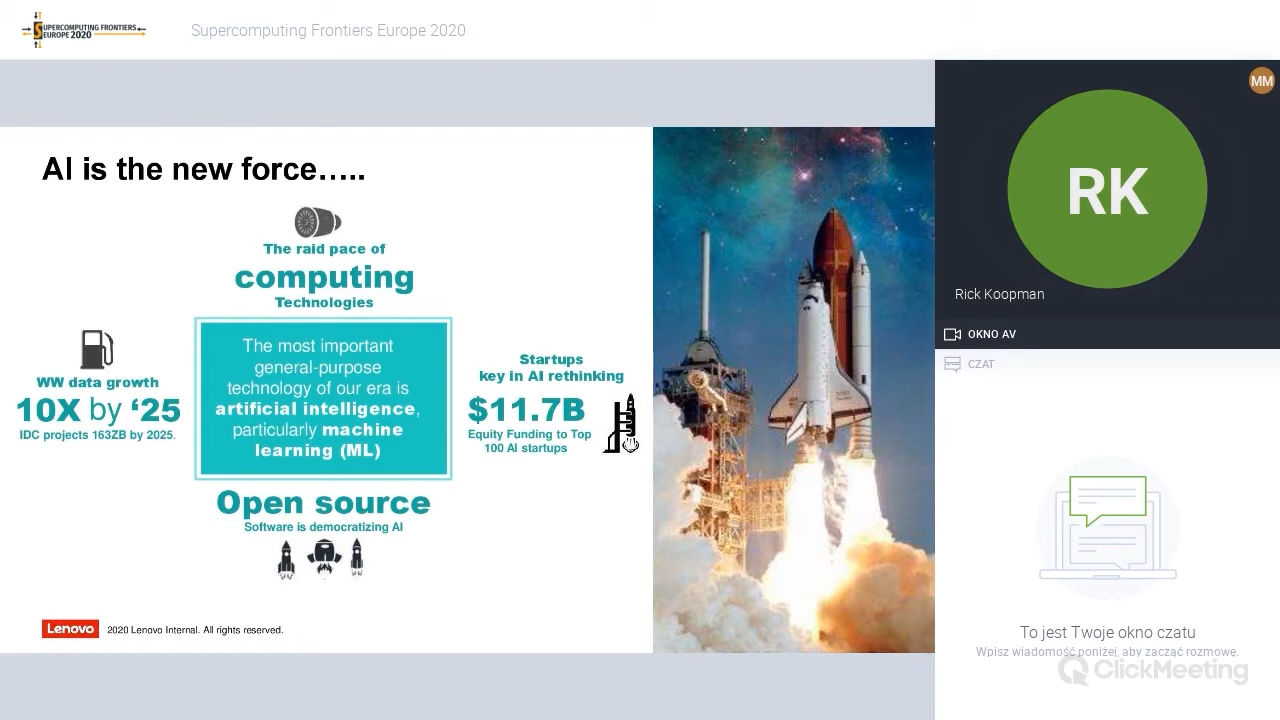 SUPERCOMPUTING FRONTIERS
EUROPE 2020
Supercomputing Frontiers Europe 2020
AI is the new force…..
The raid pace of
computing
Technologies
WW data growth
10X by ‘25
IDC projects 163ZB by 2025.
The most important
general-purpose
technology of our era is
artificial intelligence,
particularly machine
learning (ML)
Startups
key in AI rethinking
$11.7B
Equity Funding to Top
100 AI startups
Open source
Software is democratizing AI
Lenovo
2020 Lenovo Internal. All rights reserved.
MM
RK
Rick Koopman
OKNO AV
CZAT
To jest Twoje okno czatu
Wpisz wiadomość poniżej, aby zacząć rozmowę.
ClickMeeting